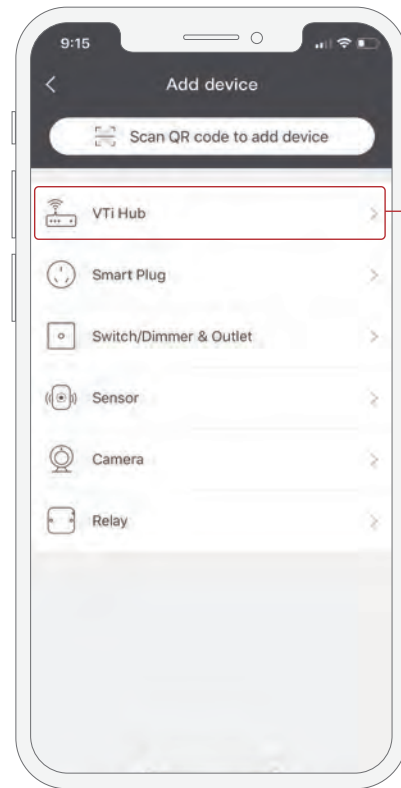 9:15
Add device
Scan QR code to add device
VTi Hub
Smart Plug
Switch/Dimmer & Outlet
Sensor
Camera
Relay